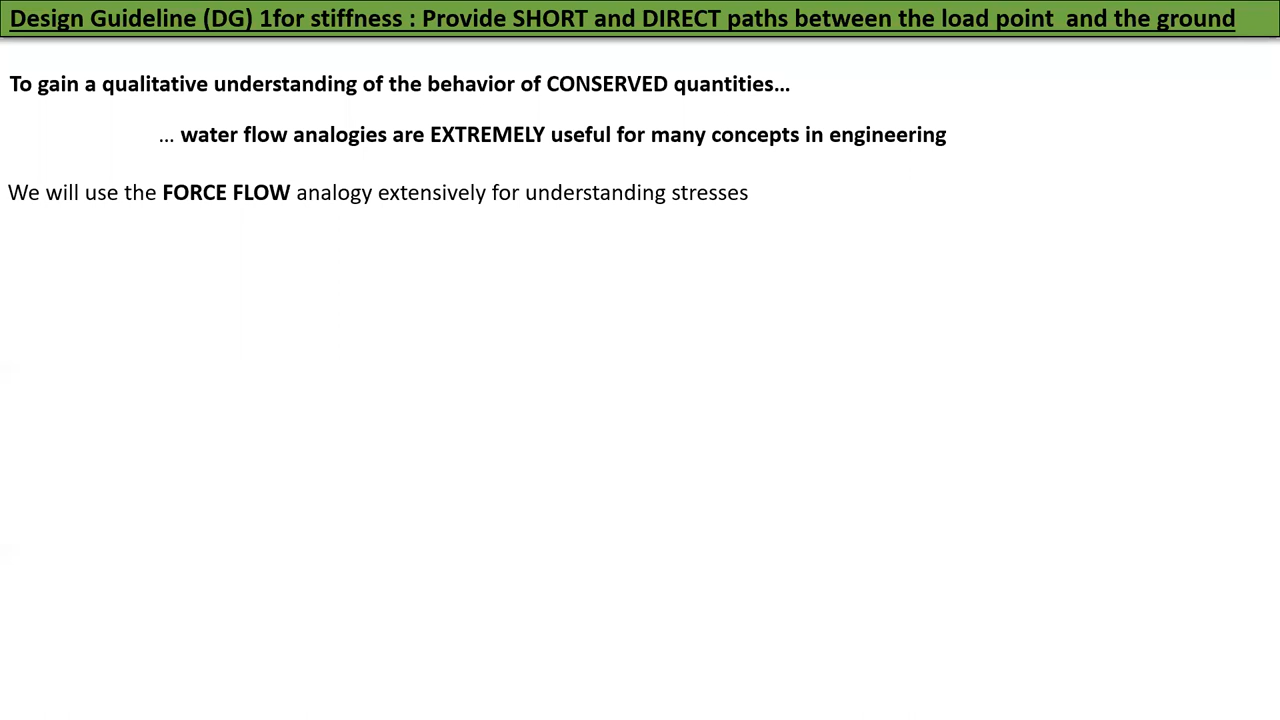 Design Guideline (DG) 1for stiffness : Provide SHORT and DIRECT paths between the load point  and the ground
To gain a qualitative understanding of the behavior of CONSERVED quantities...
... water flow analogies are EXTREMELY useful for many concepts in engineering
We will use the FORCE FLOW analogy extensively for understanding stresses